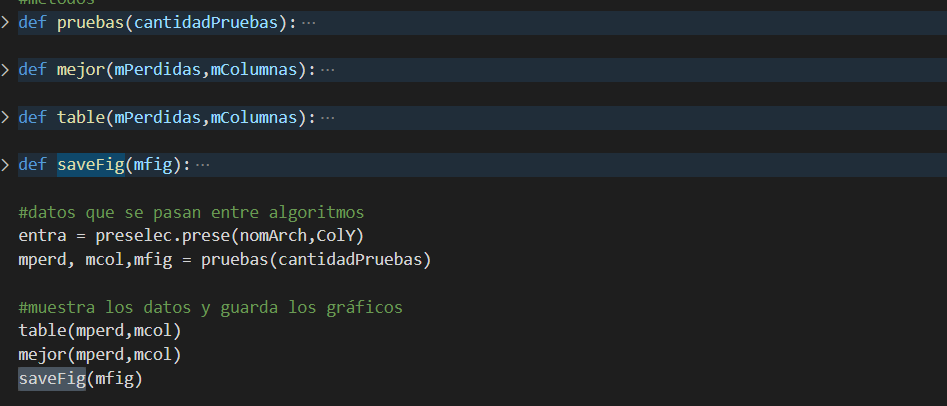 #metodos
def pruebas(cantidadPruebas):···
def mejor(mPerdidas,mColumnas):···
def table(mPerdidas,mColumnas):···
def saveFig(mfig):···
#datos que se pasan entre algoritmos
entra = preselec.prese(nomArch,ColY)
mperd, mcol,mfig = pruebas(cantidadPruebas)
#muestra los datos y guarda los gráficos
table(mperd,mcol)
mejor(mperd,mcol)
saveFig(mfig)